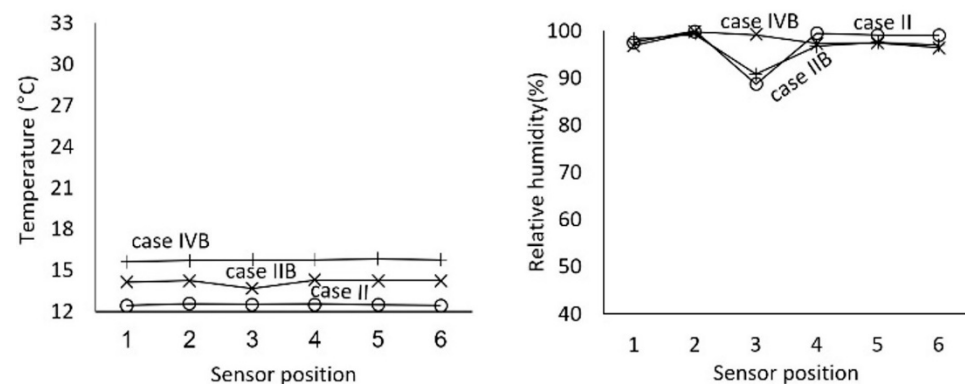 33
30
27
24
21
18
15
12
Temperature (°C)
case IVB
case IIB
case II
1 2 3 4 5 6
Sensor position
100
90
80
70
60
50
40
Relative humidity(%)
case IVB
case II
case IIB
1 2 3 4 5 6
Sensor position